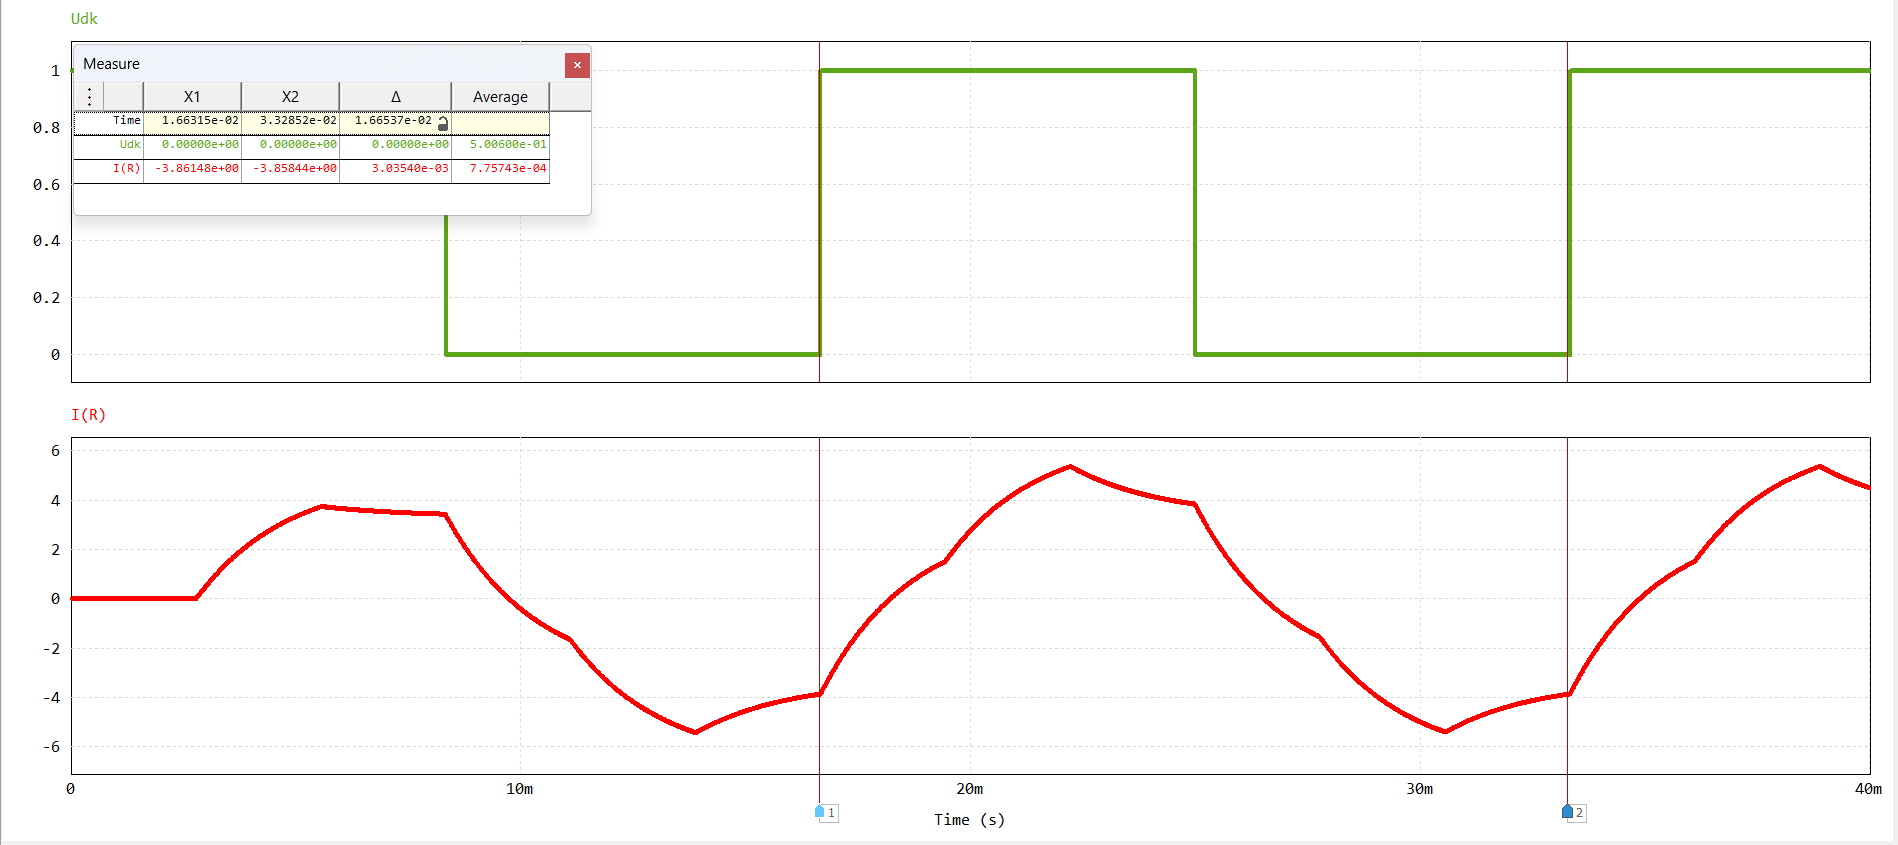 Udk
Measure
X1 X2 Δ Average
Time 1.66315e-02 3.32852e-02 1.66537e-02
Udk 0.00000e+00 0.00000e+00 0.00000e+00 5.00600e-01
I(R) -3.86148e+00 -3.85844e+00 3.03540e-03 7.75743e-04
1
0.8
0.6
0.4
0.2
0
I(R)
6
4
2
0
-2
-4
-6
0 10m 20m 30m 40m
1 2
Time (s)